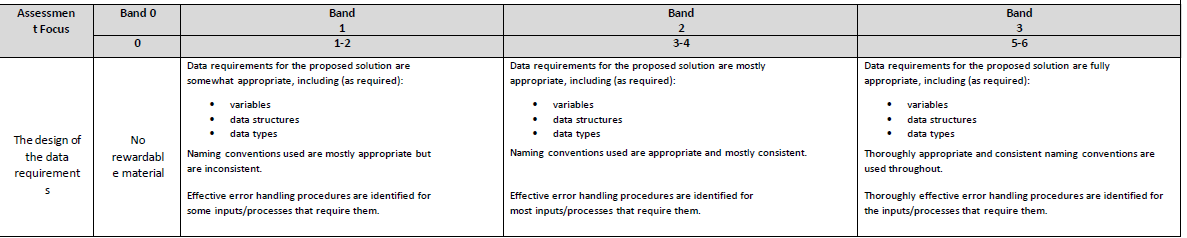 Assessmen
t Focus
Band 0
Band
1
Band
2
Band
3
0
1-2
3-4
5-6
The design of
the data
requirement
s
No
rewardabl
e material
Data requirements for the proposed solution are
somewhat appropriate, including (as required):
• variables
• data structures
• data types
Naming conventions used are mostly appropriate but
are inconsistent.
Effective error handling procedures are identified for
some inputs/processes that require them.
Data requirements for the proposed solution are mostly
appropriate, including (as required):
• variables
• data structures
• data types
Naming conventions used are appropriate and mostly consistent.
Effective error handling procedures are identified for
most inputs/processes that require them.
Data requirements for the proposed solution are fully
appropriate, including (as required):
• variables
• data structures
• data types
Thoroughly appropriate and consistent naming conventions are
used throughout.
Thoroughly effective error handling procedures are identified for
the inputs/processes that require them.